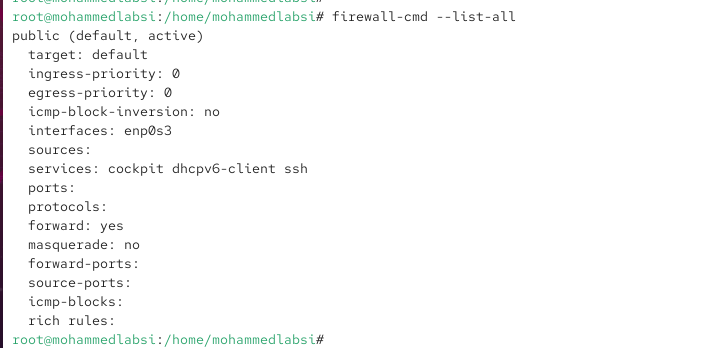 root@mohammedlabsi:/home/mohammedlabsi# firewall-cmd --list-all
public (default, active)
  target: default
  ingress-priority: 0
  egress-priority: 0
  icmp-block-inversion: no
  interfaces: enp0s3
  sources:
  services: cockpit dhcpv6-client ssh
  ports:
  protocols:
  forward: yes
  masquerade: no
  forward-ports:
  source-ports:
  icmp-blocks:
  rich rules:
root@mohammedlabsi:/home/mohammedlabsi#